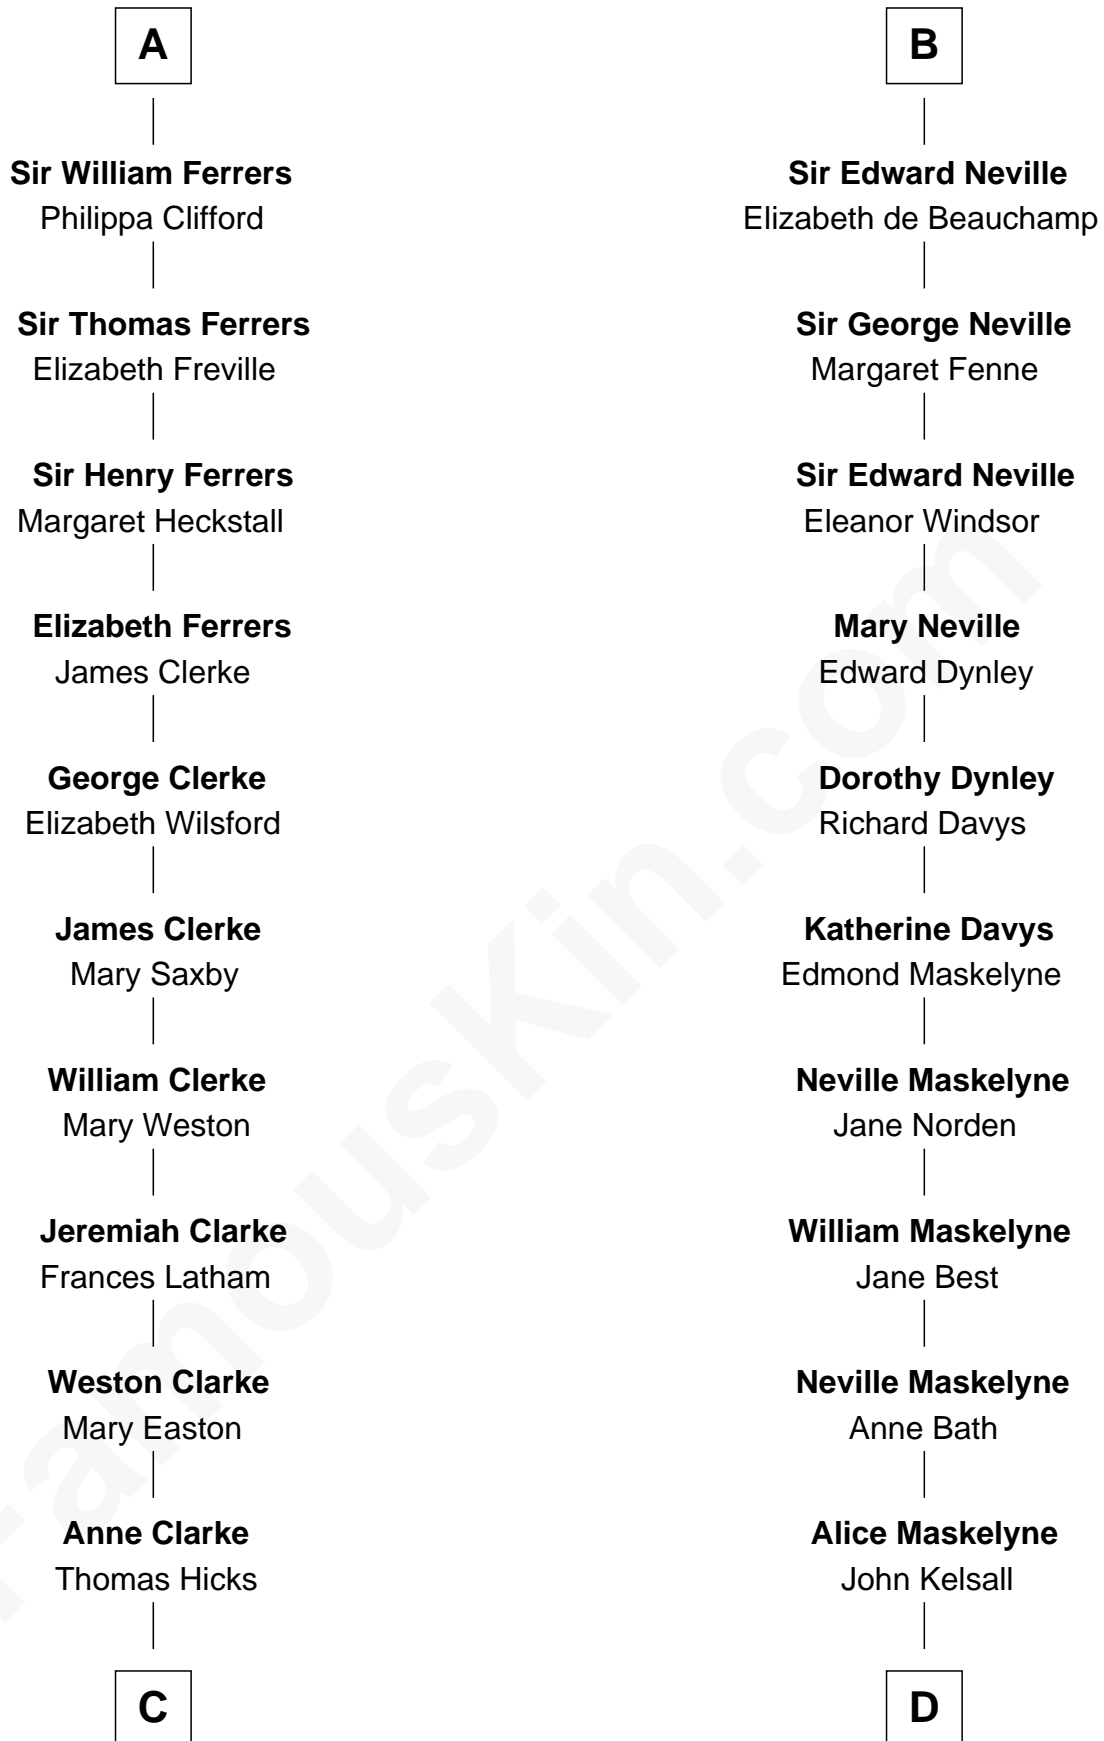 A
Sir William Ferrers
Philippa Clifford
Sir Thomas Ferrers
Elizabeth Freville
Sir Henry Ferrers
Margaret Heckstall
Elizabeth Ferrers
James Clerke
George Clerke
Elizabeth Wilsford
James Clerke
Mary Saxby
William Clerke
Mary Weston
Jeremiah Clarke
Frances Latham
Weston Clarke
Mary Easton
Anne Clarke
Thomas Hicks
C
B
Sir Edward Neville
Elizabeth de Beauchamp
Sir George Neville
Margaret Fenne
Sir Edward Neville
Eleanor Windsor
Mary Neville
Edward Dynley
Dorothy Dynley
Richard Davys
Katherine Davys
Edmond Maskelyne
Neville Maskelyne
Jane Norden
William Maskelyne
Jane Best
Neville Maskelyne
Anne Bath
Alice Maskelyne
John Kelsall
D
FamousKin.com